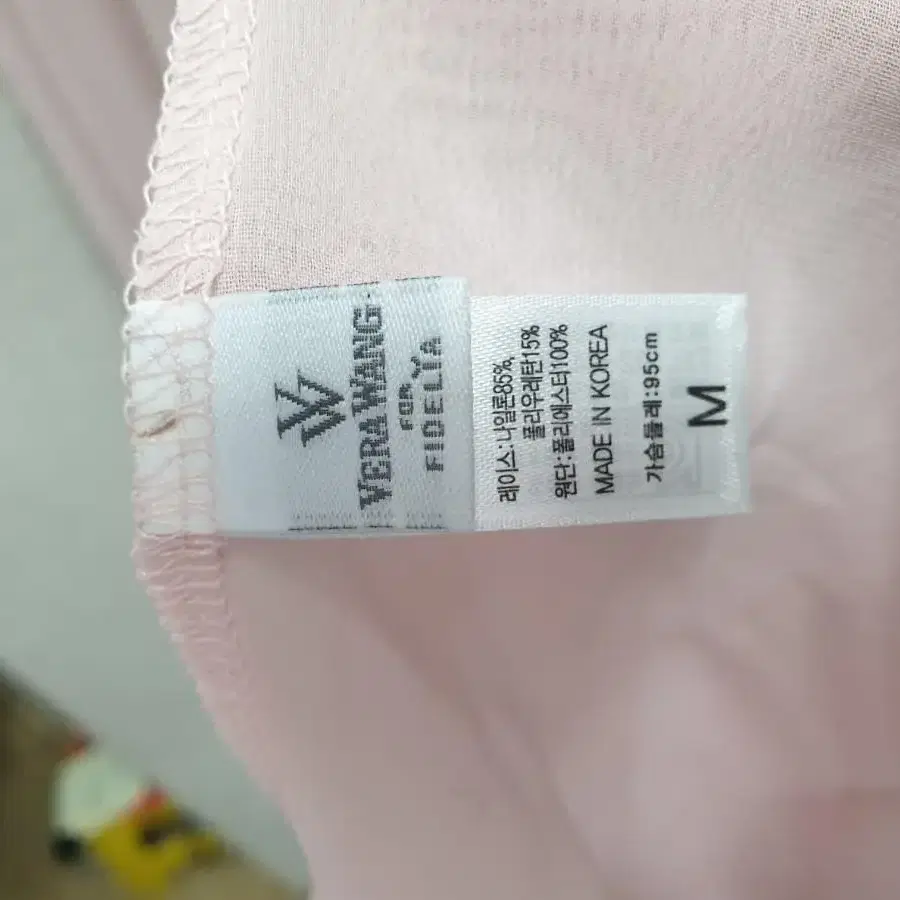 VW
VERA WANG
FOR
FIDELIA
레이스:나일론85%,
폴리우레탄15%
원단:폴리에스터100%
MADE IN KOREA
가슴둘레:95cm
M